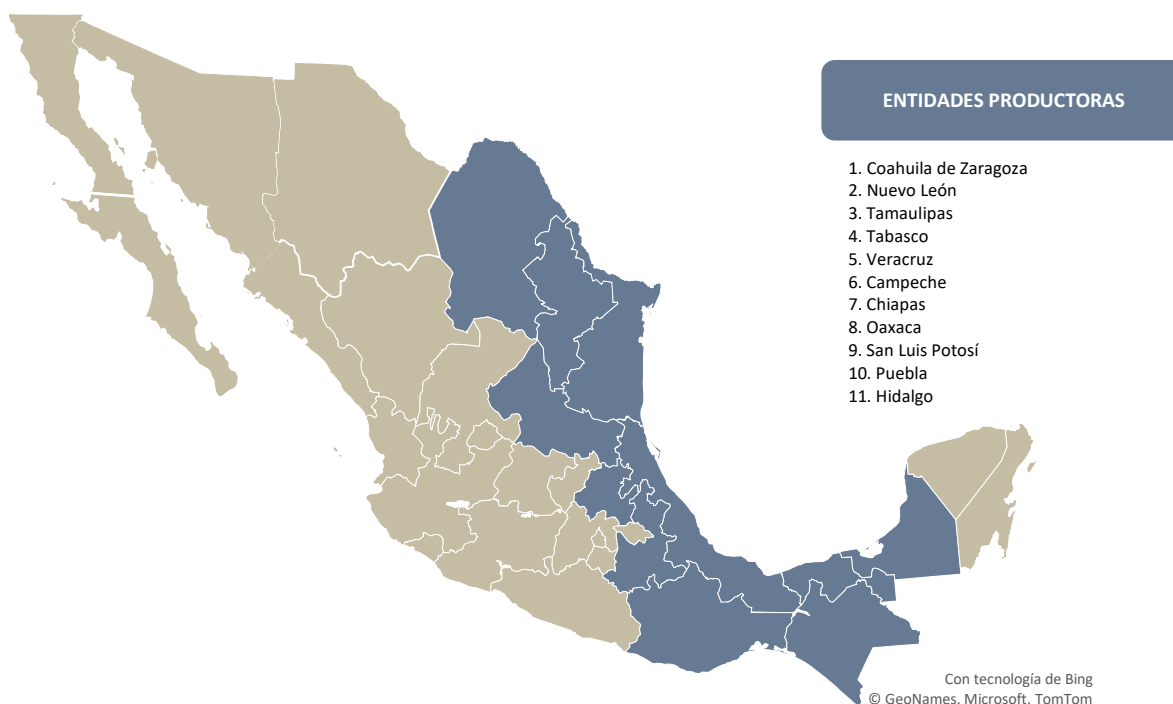 ENTIDADES PRODUCTORAS
1. Coahuila de Zaragoza
2. Nuevo León
3. Tamaulipas
4. Tabasco
5. Veracruz
6. Campeche
7. Chiapas
8. Oaxaca
9. San Luis Potosí
10. Puebla
11. Hidalgo
Con tecnología de Bing
© GeoNames, Microsoft, TomTom